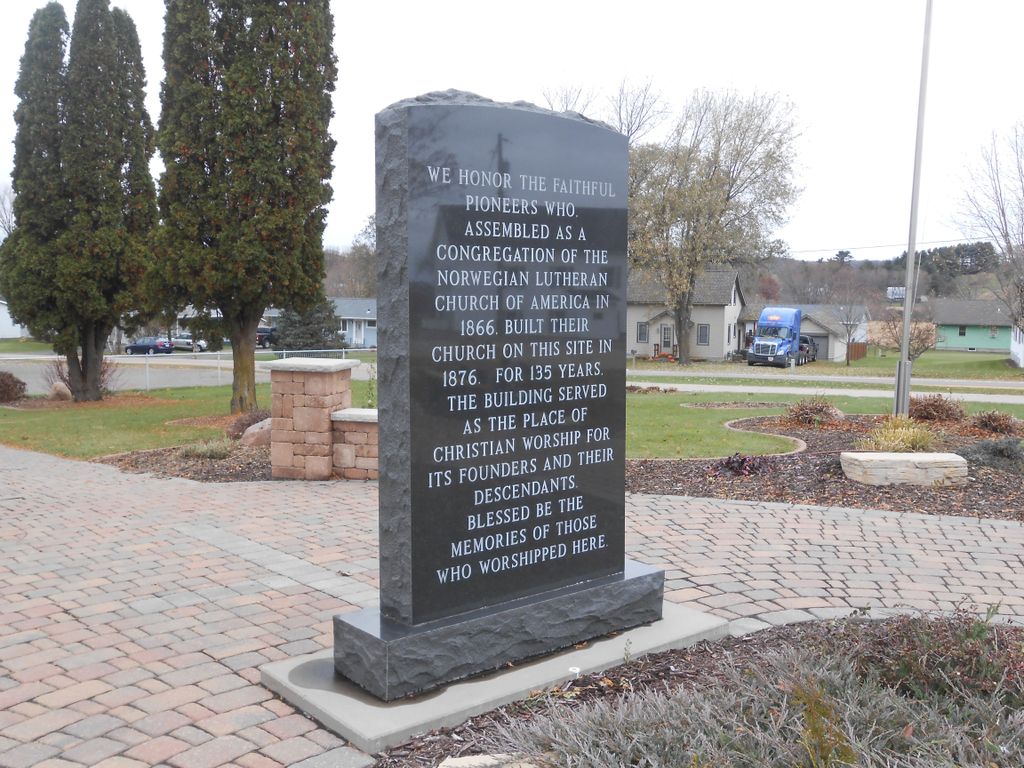 WE HONOR THE FAITHFUL
PIONEERS WHO.
ASSEMBLED AS A
CONGREGATION OF THE
NORWEGIAN LUTHERAN
CHURCH OF AMERICA IN
1866. BUILT THEIR
CHURCH ON THIS SITE IN
1876. FOR 135 YEARS.
THE BUILDING SERVED
AS THE PLACE OF
CHRISTIAN WORSHIP FOR
ITS FOUNDERS AND THEIR
DESCENDANTS.
BLESSED BE THE
MEMORIES OF THOSE
WHO WORSHIPPED HERE.